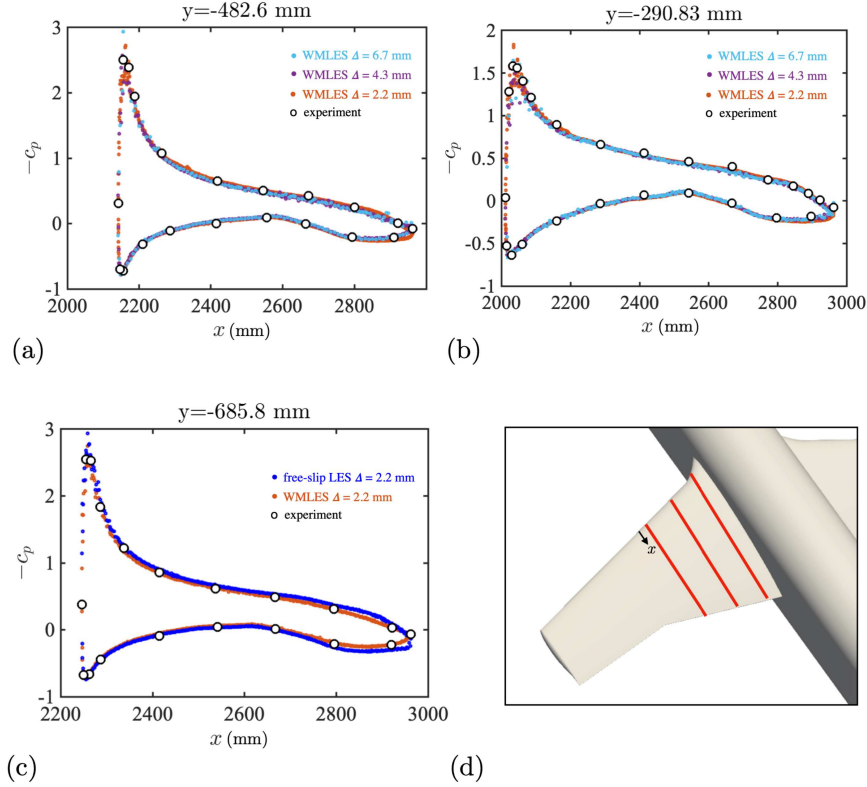 y=-482.6 mm
3
2
1
0
-1
−c_p
WMLES Δ = 6.7 mm
WMLES Δ = 4.3 mm
WMLES Δ = 2.2 mm
experiment
2000
2200
2400
2600
2800
x (mm)
(a)
y=-290.83 mm
2
1.5
1
0.5
0
-0.5
-1
−c_p
WMLES Δ = 6.7 mm
WMLES Δ = 4.3 mm
WMLES Δ = 2.2 mm
experiment
2000
2200
2400
2600
2800
3000
x (mm)
(b)
y=-685.8 mm
3
2
1
0
-1
−c_p
free-slip LES Δ = 2.2 mm
WMLES Δ = 2.2 mm
experiment
2200
2400
2600
2800
3000
x (mm)
(c)
x
(d)